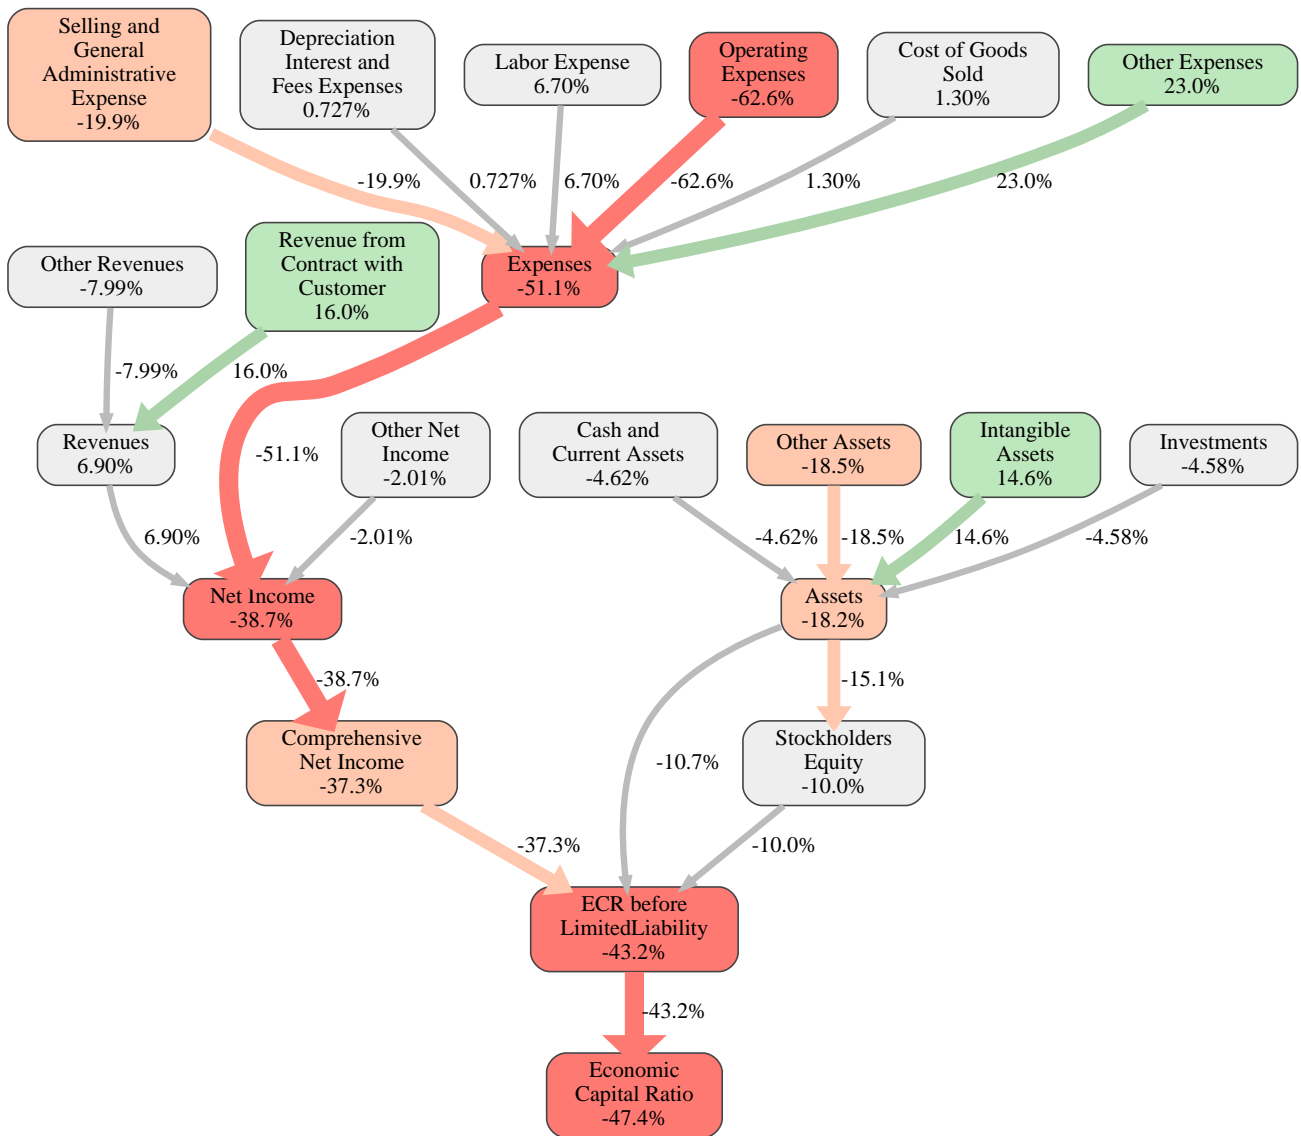 Selling and
General
Administrative
Expense
-19.9%
Depreciation
Interest and
Fees Expenses
0.727%
Labor Expense
6.70%
Operating
Expenses
-62.6%
Cost of Goods
Sold
1.30%
Other Expenses
23.0%
-19.9%
0.727%
6.70%
-62.6%
1.30%
23.0%
Other Revenues
-7.99%
Revenue from
Contract with
Customer
16.0%
Expenses
-51.1%
-7.99%
16.0%
Revenues
6.90%
-51.1%
Other Net
Income
-2.01%
Cash and
Current Assets
-4.62%
Other Assets
-18.5%
Intangible
Assets
14.6%
Investments
-4.58%
6.90%
-2.01%
-4.62%
-18.5%
14.6%
-4.58%
Net Income
-38.7%
Assets
-18.2%
-38.7%
-15.1%
Comprehensive
Net Income
-37.3%
-10.7%
Stockholders
Equity
-10.0%
-37.3%
-10.0%
ECR before
LimitedLiability
-43.2%
-43.2%
Economic
Capital Ratio
-47.4%